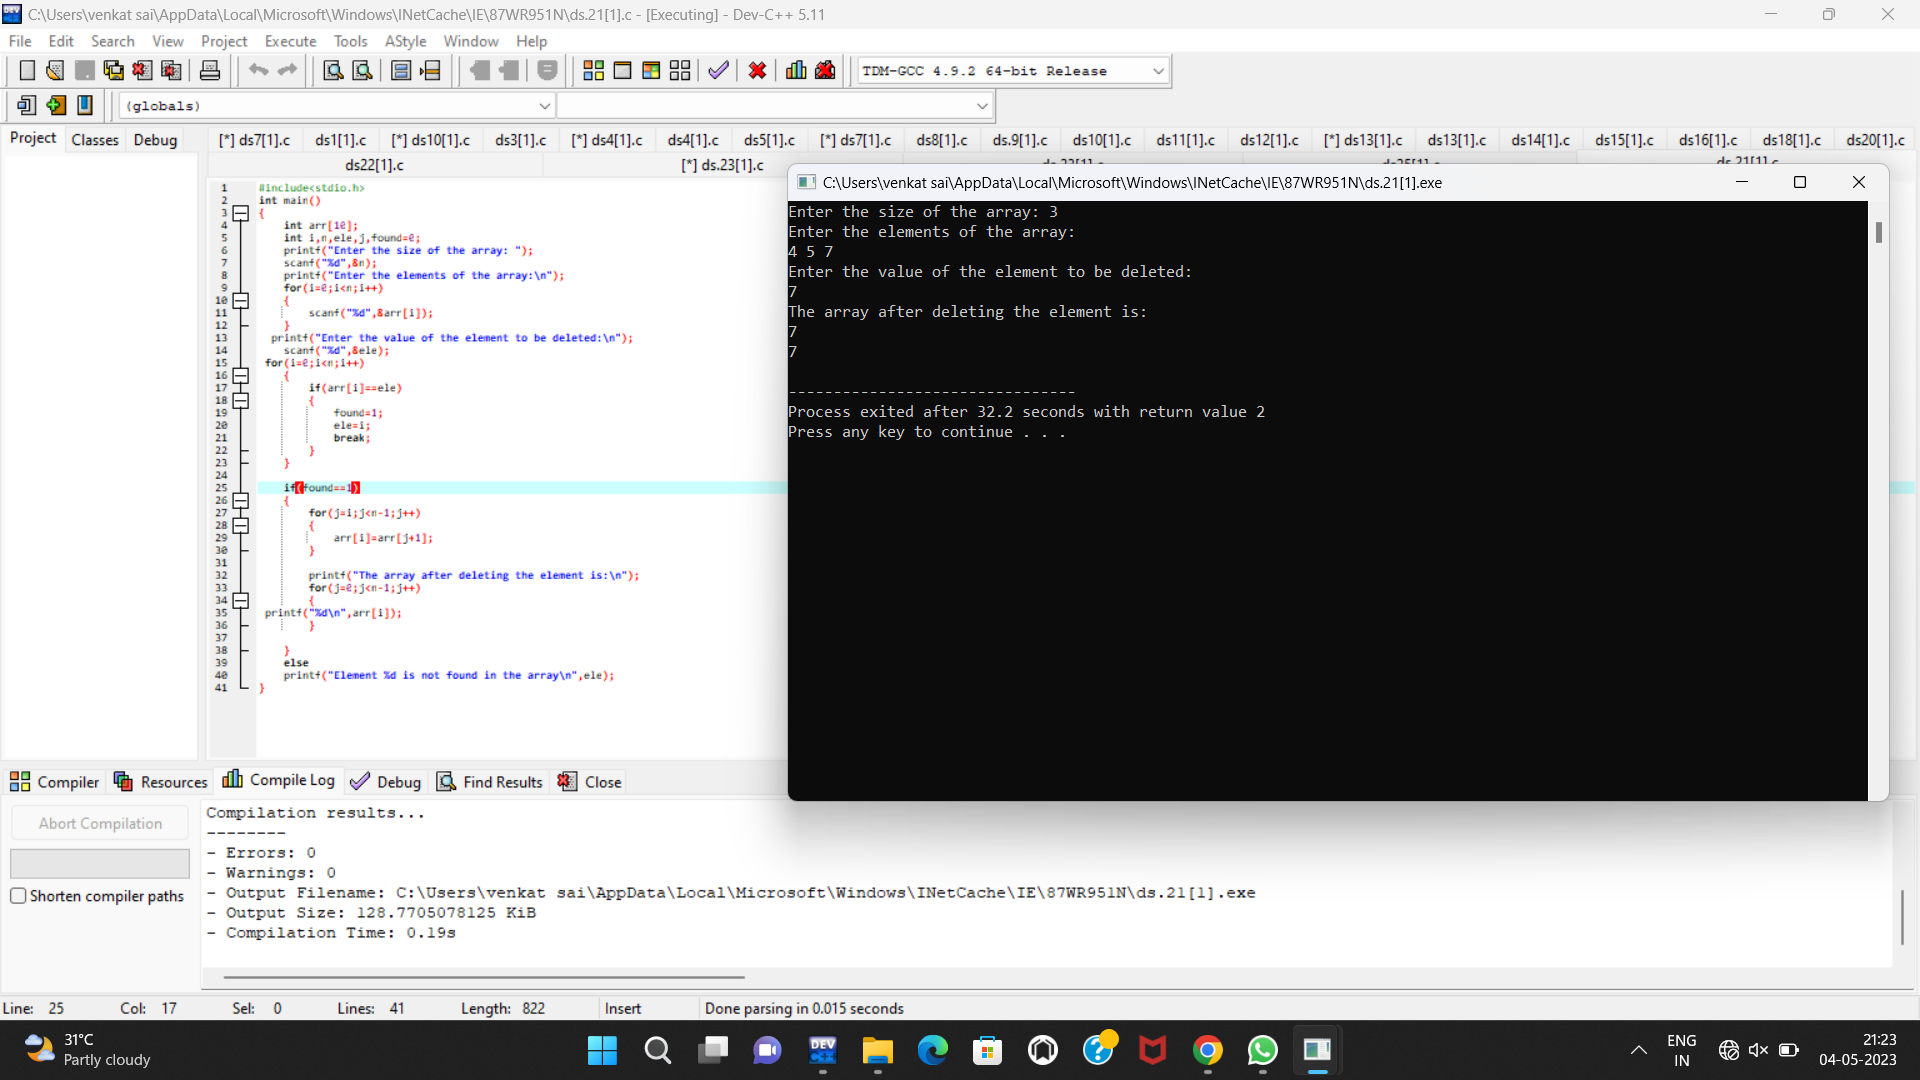 C:\Users\venkat sai\AppData\Local\Microsoft\Windows\INetCache\IE\87WR951N\ds.21[1].c - [Executing] - Dev-C++ 5.11
File Edit Search View Project Execute Tools AStyle Window Help
TDM-GCC 4.9.2 64-bit Release
(globals)
Project Classes Debug
[*] ds7[1].c ds1[1].c [*] ds10[1].c ds3[1].c [*] ds4[1].c ds4[1].c ds5[1].c [*] ds7[1].c ds8[1].c ds.9[1].c ds10[1].c ds11[1].c ds12[1].c [*] ds13[1].c ds13[1].c ds14[1].c ds15[1].c ds16[1].c ds18[1].c ds20[1].c
ds22[1].c [*] ds.23[1].c
1 #include<stdio.h>
2 int main()
3 {
4 int arr[10];
5 int i,n,ele,j,found=0;
6 printf("Enter the size of the array: ");
7 scanf("%d",&n);
8 printf("Enter the elements of the array:\n");
9 for(i=0;i<n;i++)
10 {
11 scanf("%d",&arr[i]);
12 }
13 printf("Enter the value of the element to be deleted:\n");
14 scanf("%d",&ele);
15 for(i=0;i<n;i++)
16 {
17 if(arr[i]==ele)
18 {
19 found=1;
20 ele=i;
21 break;
22 }
23 }
24
25 if(found==1)
26 {
27 for(j=i;j<n-1;j++)
28 {
29 arr[i]=arr[j+1];
30 }
31
32 printf("The array after deleting the element is:\n");
33 for(j=0;j<n-1;j++)
34 {
35 printf("%d\n",arr[i]);
36 }
37
38 }
39 else
40 printf("Element %d is not found in the array\n",ele);
41 }
C:\Users\venkat sai\AppData\Local\Microsoft\Windows\INetCache\IE\87WR951N\ds.21[1].exe
Enter the size of the array: 3
Enter the elements of the array:
4 5 7
Enter the value of the element to be deleted:
7
The array after deleting the element is:
7
7
--------------------------------
Process exited after 32.2 seconds with return value 2
Press any key to continue . . .
Compiler Resources Compile Log Debug Find Results Close
Abort Compilation
Shorten compiler paths
Compilation results...
--------
- Errors: 0
- Warnings: 0
- Output Filename: C:\Users\venkat sai\AppData\Local\Microsoft\Windows\INetCache\IE\87WR951N\ds.21[1].exe
- Output Size: 128.7705078125 KiB
- Compilation Time: 0.19s
Line: 25 Col: 17 Sel: 0 Lines: 41 Length: 822 Insert Done parsing in 0.015 seconds
31°C
Partly cloudy
DEV
C++
ENG
IN
21:23
04-05-2023